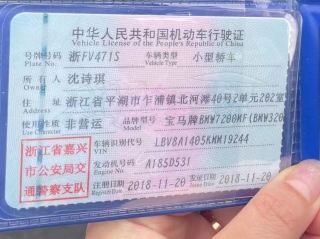 中华人民共和国机动车行驶证
Vehicle License of the People's Republic of China
号牌号码 浙FV471S 车辆类型 小型轿车
Plate No. Vehicle Type
所有人 沈诗琪
Owner
住址 浙江省平湖市乍浦镇北河滩40号2单元202室
Address
使用性质 非营运 品牌型号 宝马牌BMW7200MF(BMW320
Use Character Model
浙江省嘉兴 车辆识别代号 LBV8A1405KMM19244
VIN
市公安局交 发动机号码 A185D531
Engine No.
通警察支队 注册日期 2018-11-20 发证日期 2018-11-20
Register Date Issue Date